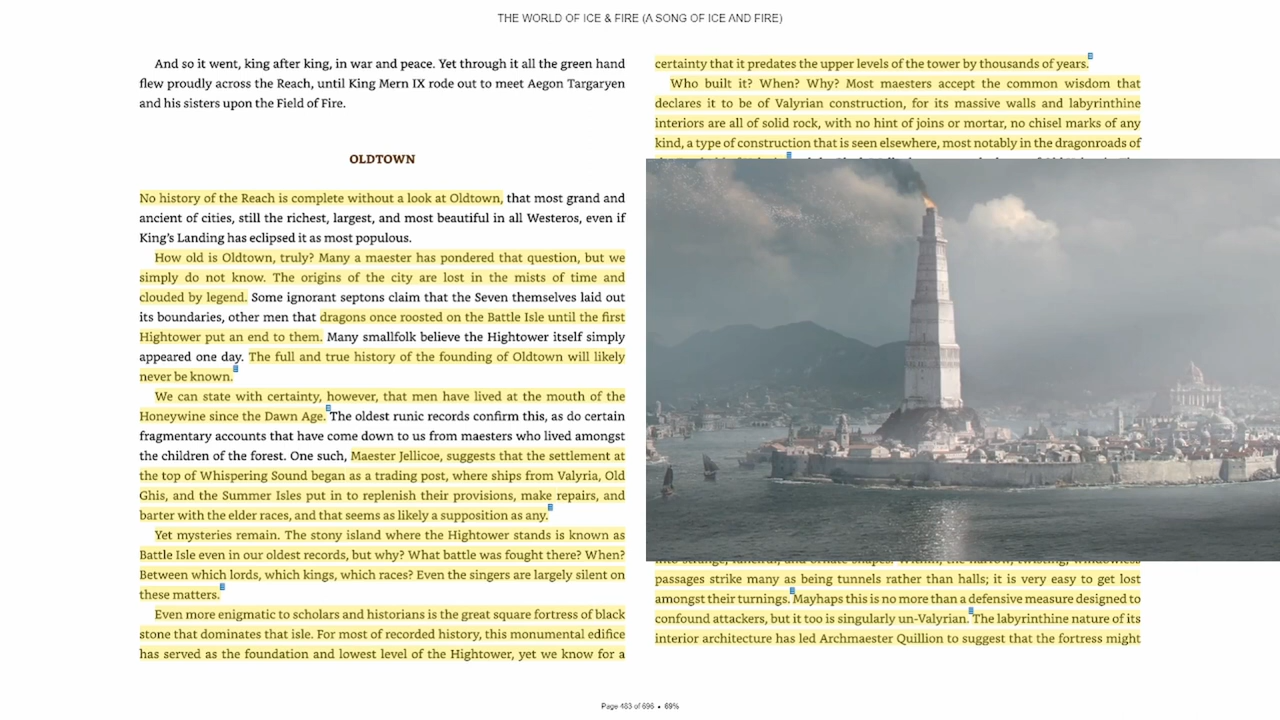 THE WORLD OF ICE & FIRE (A SONG OF ICE AND FIRE)
And so it went, king after king, in war and peace. Yet through it all the green hand
flew proudly across the Reach, until King Mern IX rode out to meet Aegon Targaryen
and his sisters upon the Field of Fire.
OLDTOWN
No history of the Reach is complete without a look at Oldtown, that most grand and
ancient of cities, still the richest, largest, and most beautiful in all Westeros, even if
King's Landing has eclipsed it as most populous.
How old is Oldtown, truly? Many a maester has pondered that question, but we
simply do not know. The origins of the city are lost in the mists of time and
clouded by legend. Some ignorant septons claim that the Seven themselves laid out
its boundaries, other men that dragons once roosted on the Battle Isle until the first
Hightower put an end to them. Many smallfolk believe the Hightower itself simply
appeared one day. The full and true history of the founding of Oldtown will likely
never be known.
We can state with certainty, however, that men have lived at the mouth of the
Honeywine since the Dawn Age. The oldest runic records confirm this, as do certain
fragmentary accounts that have come down to us from maesters who lived amongst
the children of the forest. One such, Maester Jellicoe, suggests that the settlement at
the top of Whispering Sound began as a trading post, where ships from Valyria, Old
Ghis, and the Summer Isles put in to replenish their provisions, make repairs, and
barter with the elder races, and that seems as likely a supposition as any.
Yet mysteries remain. The stony island where the Hightower stands is known as
Battle Isle even in our oldest records, but why? What battle was fought there? When?
Between which lords, which kings, which races? Even the singers are largely silent on
these matters.
Even more enigmatic to scholars and historians is the great square fortress of black
stone that dominates that isle. For most of recorded history, this monumental edifice
has served as the foundation and lowest level of the Hightower, yet we know for a
certainty that it predates the upper levels of the tower by thousands of years.
Who built it? When? Why? Most maesters accept the common wisdom that
declares it to be of Valyrian construction, for its massive walls and labyrinthine
interiors are all of solid rock, with no hint of joins or mortar, no chisel marks of any
kind, a type of construction that is seen elsewhere, most notably in the dragonroads of
passages strike many as being tunnels rather than halls; it is very easy to get lost
amongst their turnings. Mayhaps this is no more than a defensive measure designed to
confound attackers, but it too is singularly un-Valyrian. The labyrinthine nature of its
interior architecture has led Archmaester Quillion to suggest that the fortress might
Page 483 of 696 • 69%